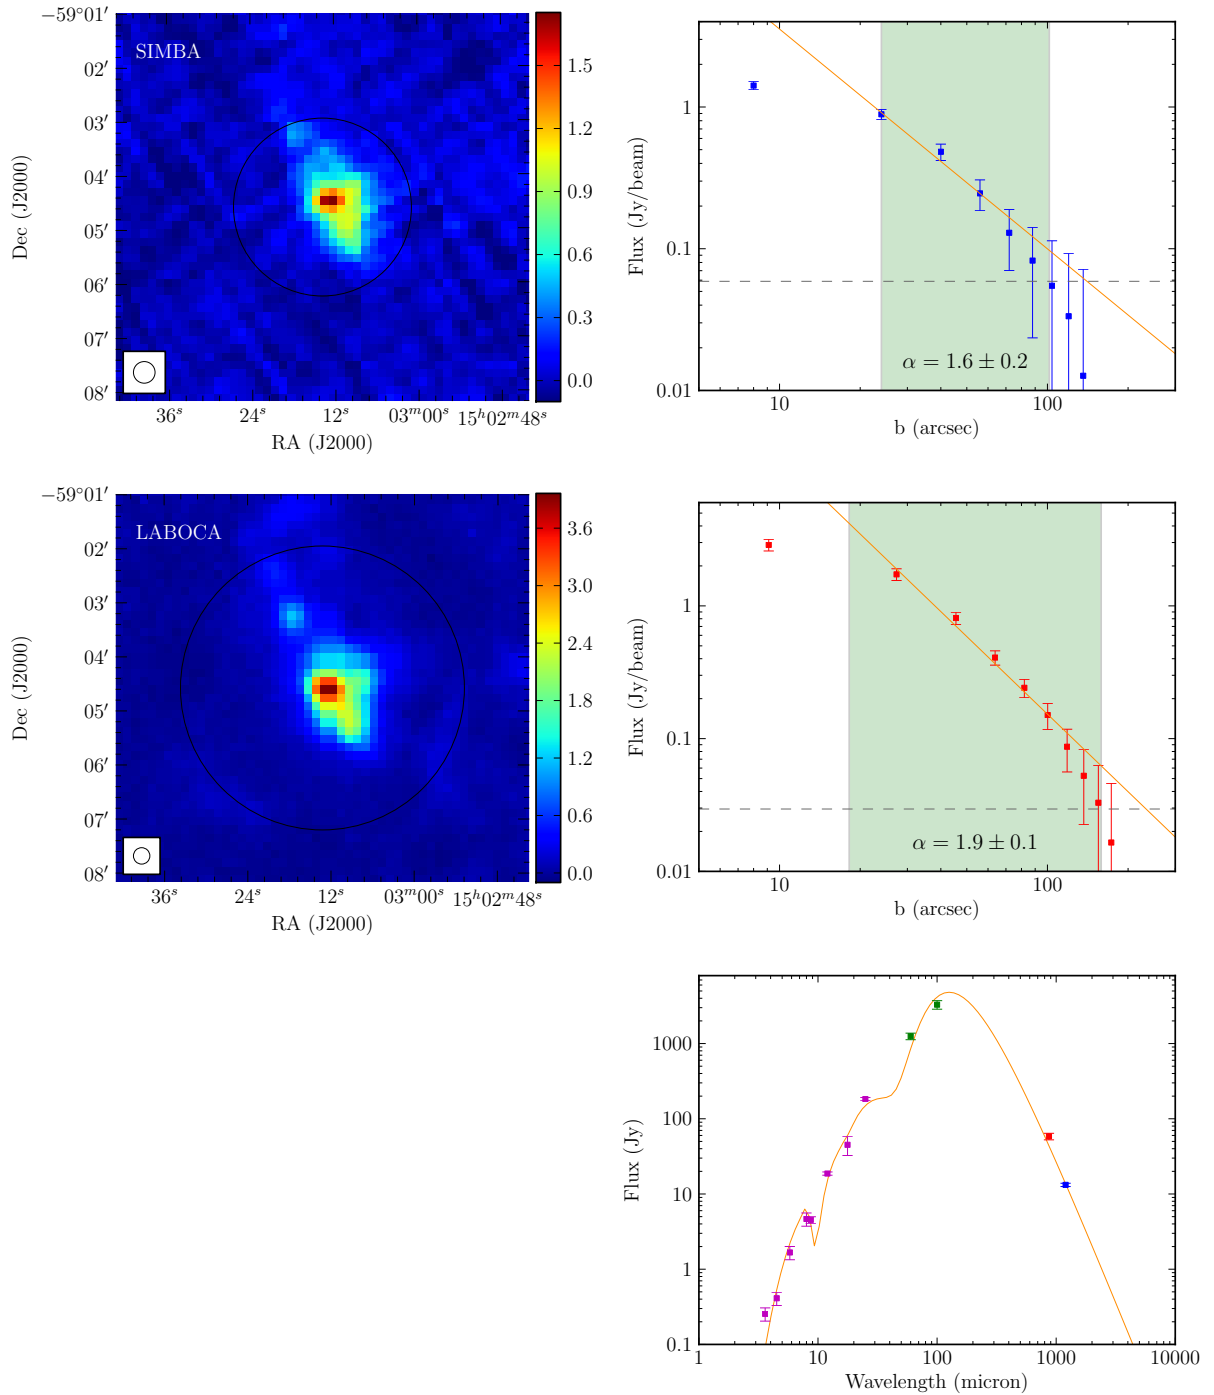 −59°01′
02′
03′
04′
05′
06′
07′
08′
Dec (J2000)
SIMBA
36ˢ 24ˢ 12ˢ 03ᵐ00ˢ 15ʰ02ᵐ48ˢ
RA (J2000)
1.5
1.2
0.9
0.6
0.3
0.0
Flux (Jy/beam)
1
0.1
0.01
α = 1.6 ± 0.2
10 100
b (arcsec)
−59°01′
02′
03′
04′
05′
06′
07′
08′
Dec (J2000)
LABOCA
36ˢ 24ˢ 12ˢ 03ᵐ00ˢ 15ʰ02ᵐ48ˢ
RA (J2000)
3.6
3.0
2.4
1.8
1.2
0.6
0.0
Flux (Jy/beam)
1
0.1
0.01
α = 1.9 ± 0.1
10 100
b (arcsec)
Flux (Jy)
1000
100
10
1
0.1
1 10 100 1000 10000
Wavelength (micron)